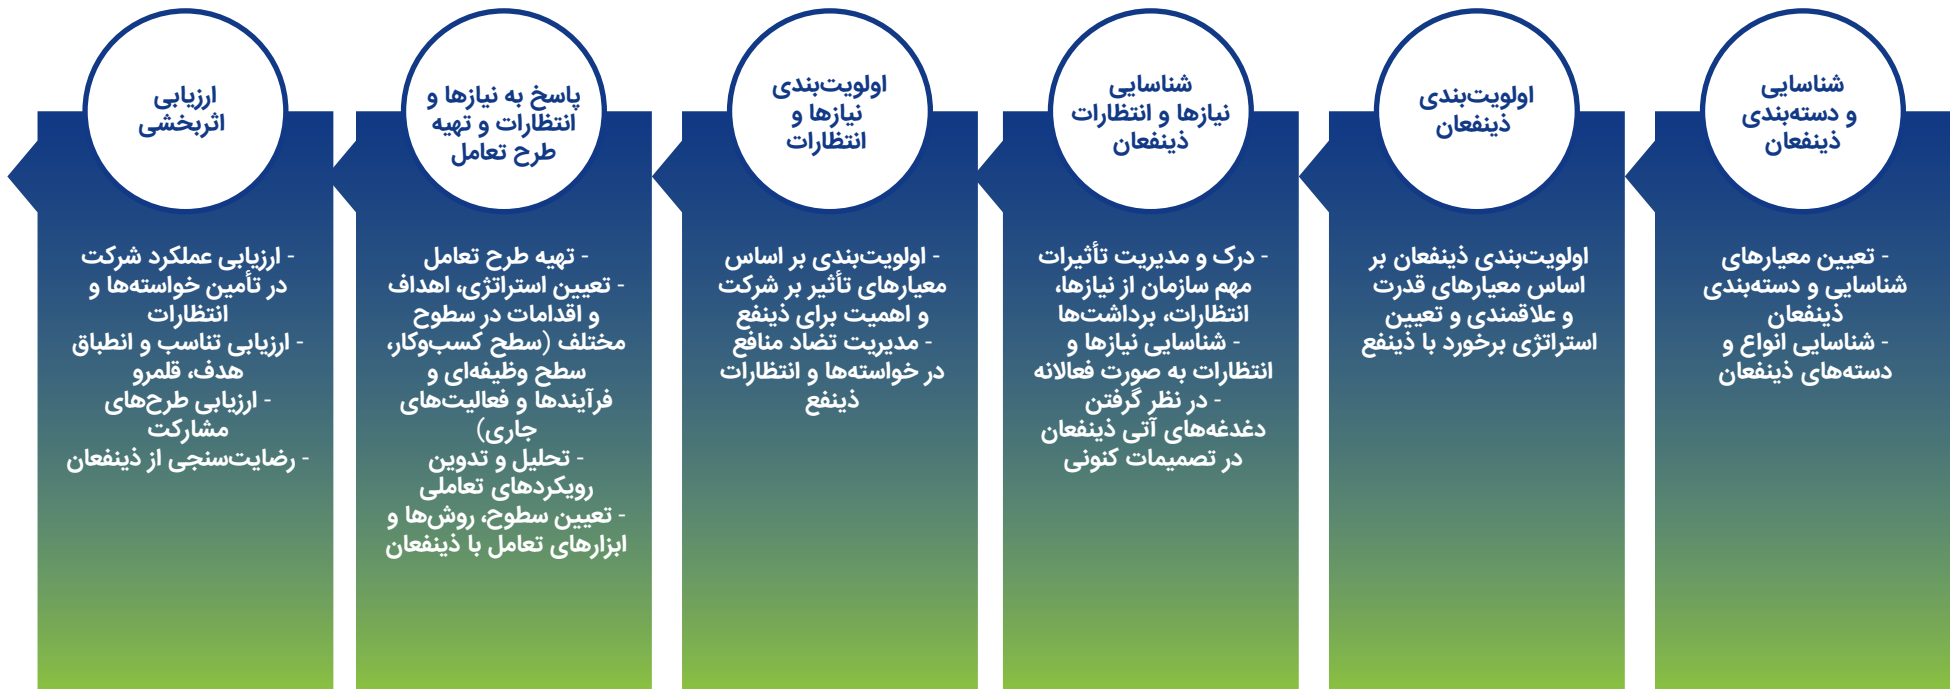 شناسایی
و دسته‌بندی
ذینفعان
- تعیین معیارهای
شناسایی و دسته‌بندی
ذینفعان
- شناسایی انواع و
دسته‌های ذینفعان
اولویت‌بندی
ذینفعان
اولویت‌بندی ذینفعان بر
اساس معیارهای قدرت
و علاقمندی و تعیین
استراتژی برخورد با ذینفع
شناسایی
نیازها و انتظارات
ذینفعان
- درک و مدیریت تأثیرات
مهم سازمان از نیازها،
انتظارات، برداشت‌ها
- شناسایی نیازها و
انتظارات به صورت فعالانه
- در نظر گرفتن
دغدغه‌های آتی ذینفعان
در تصمیمات کنونی
اولویت‌بندی
نیازها و
انتظارات
- اولویت‌بندی بر اساس
معیارهای تأثیر بر شرکت
و اهمیت برای ذینفع
- مدیریت تضاد منافع
در خواسته‌ها و انتظارات
ذینفع
پاسخ به نیازها و
انتظارات و تهیه
طرح تعامل
- تهیه طرح تعامل
- تعیین استراتژی، اهداف
و اقدامات در سطوح
مختلف (سطح کسب‌وکار،
سطح وظیفه‌ای و
فرآیندها و فعالیت‌های
جاری)
- تحلیل و تدوین
رویکردهای تعاملی
- تعیین سطوح، روش‌ها و
ابزارهای تعامل با ذینفعان
ارزیابی
اثربخشی
- ارزیابی عملکرد شرکت
در تأمین خواسته‌ها و
انتظارات
- ارزیابی تناسب و انطباق
هدف، قلمرو
- ارزیابی طرح‌های
مشارکت
- رضایت‌سنجی از ذینفعان